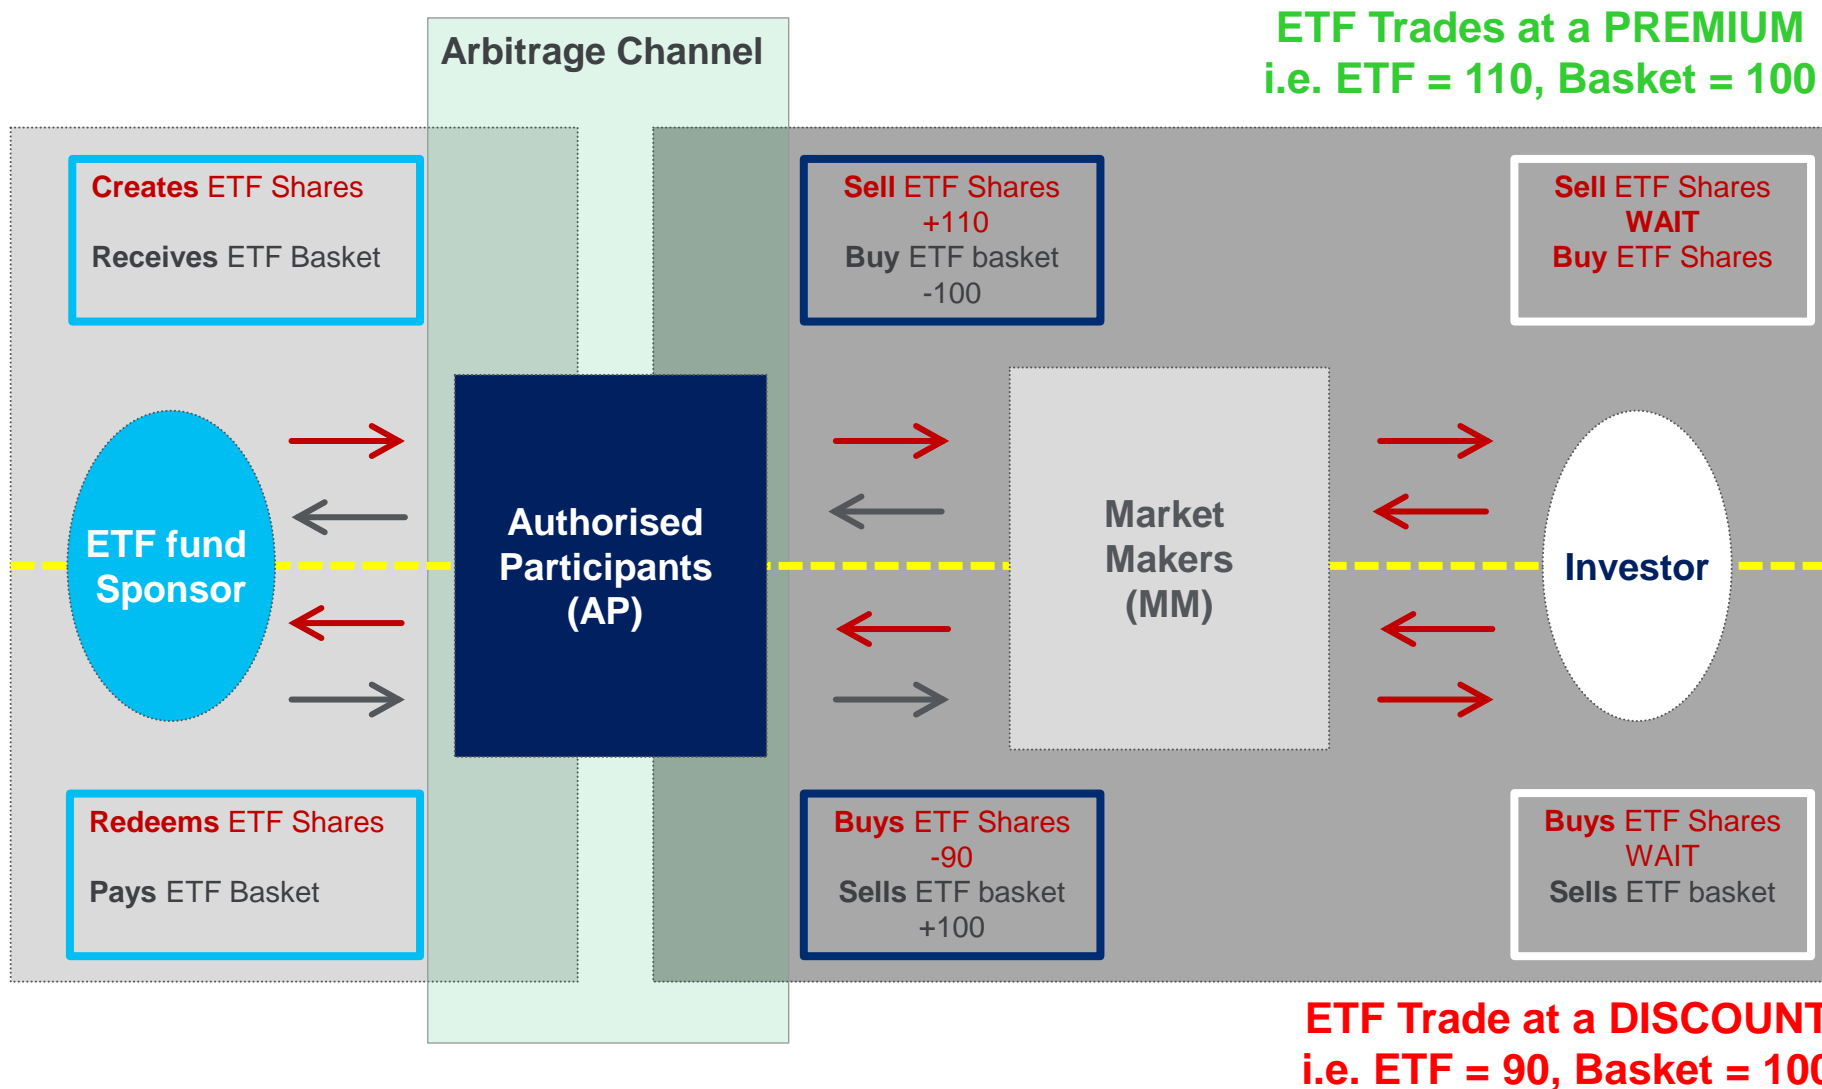 ETF Trades at a PREMIUM
i.e. ETF = 110, Basket = 100
Arbitrage Channel
Creates ETF Shares
Receives ETF Basket
Sell ETF Shares
+110
Buy ETF basket
-100
Sell ETF Shares
WAIT
Buy ETF Shares
ETF fund
Sponsor
Authorised
Participants
(AP)
Market
Makers
(MM)
Investor
Redeems ETF Shares
Pays ETF Basket
Buys ETF Shares
-90
Sells ETF basket
+100
Buys ETF Shares
WAIT
Sells ETF basket
ETF Trade at a DISCOUNT
i.e. ETF = 90, Basket = 100